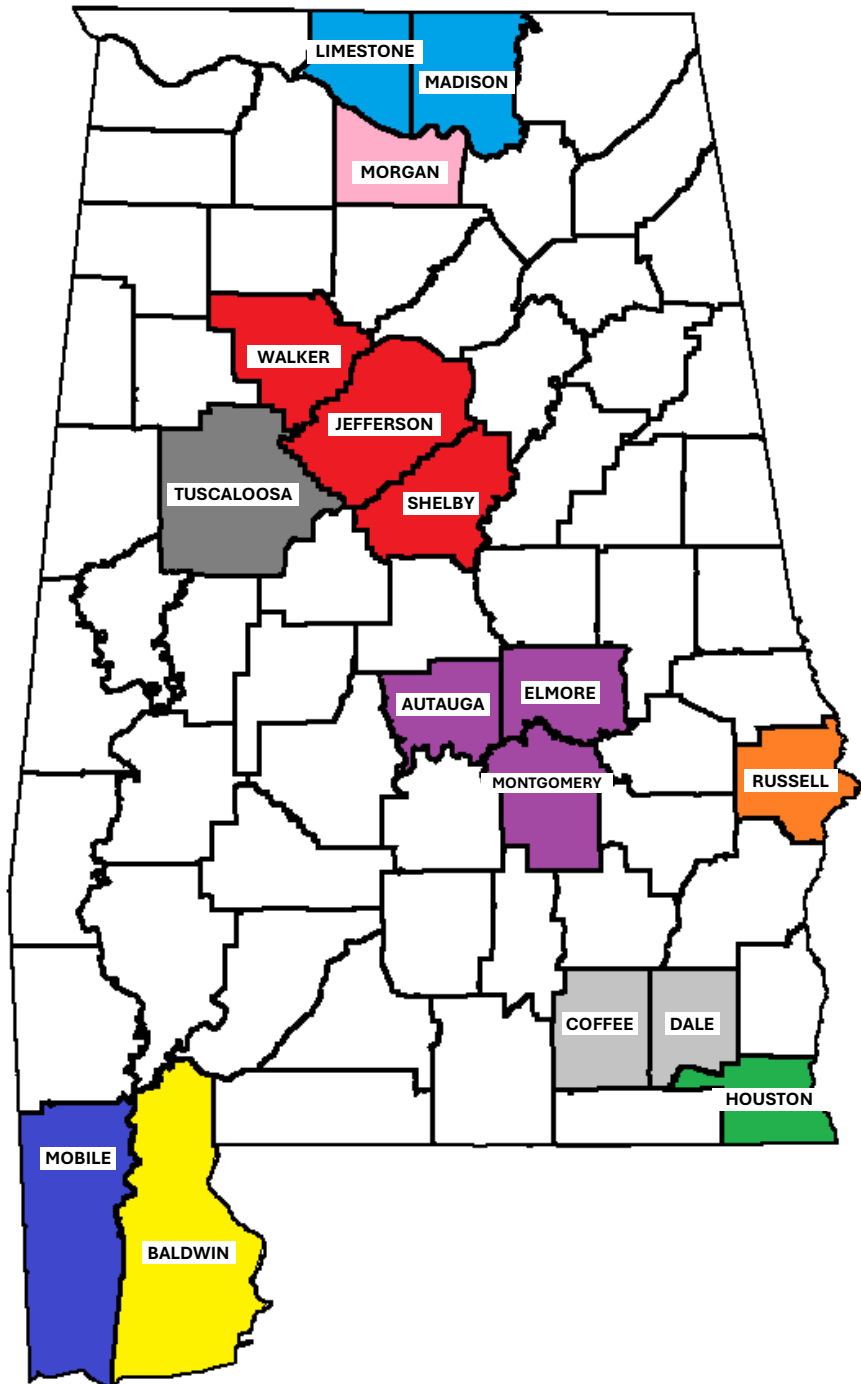 LIMESTONE
MADISON
MORGAN
WALKER
JEFFERSON
TUSCALOOSA
SHELBY
ELMORE
AUTAUGA
MONTGOMERY
RUSSELL
COFFEE
DALE
HOUSTON
MOBILE
BALDWIN